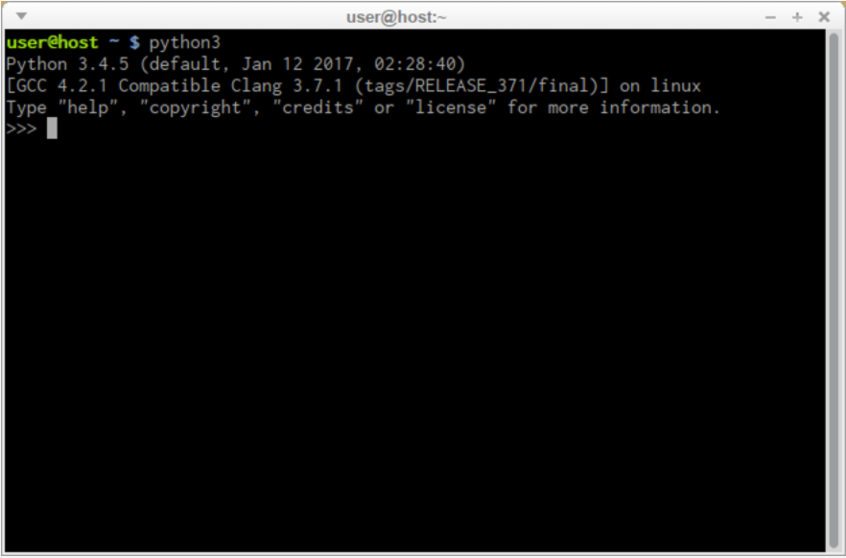 user@host:~
user@host ~ $ python3
Python 3.4.5 (default, Jan 12 2017, 02:28:40)
[GCC 4.2.1 Compatible Clang 3.7.1 (tags/RELEASE_371/final)] on linux
Type "help", "copyright", "credits" or "license" for more information.
>>>